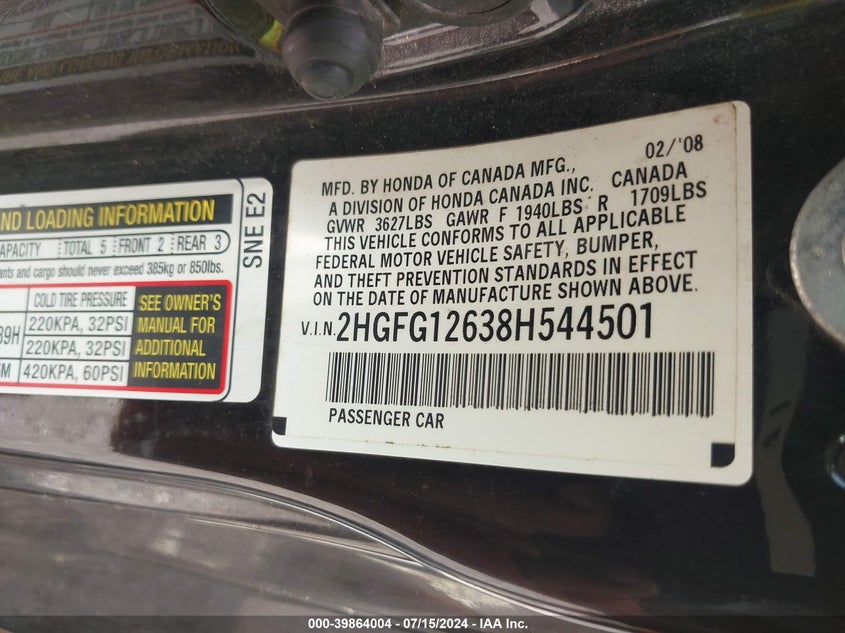 AND LOADING INFORMATION
CAPACITY TOTAL 5 FRONT 2 REAR 3
ants and cargo should never exceed 385kg or 850lbs.
COLD TIRE PRESSURE
220KPA, 32PSI
220KPA, 32PSI
420KPA, 60PSI
SEE OWNER'S
MANUAL FOR
ADDITIONAL
INFORMATION
SNE E2
02/'08
MFD. BY HONDA OF CANADA MFG.,
A DIVISION OF HONDA CANADA INC. CANADA
GVWR 3627LBS GAWR F 1940LBS R 1709LBS
THIS VEHICLE CONFORMS TO ALL APPLICABLE
FEDERAL MOTOR VEHICLE SAFETY, BUMPER,
AND THEFT PREVENTION STANDARDS IN EFFECT
ON THE DATE OF MANUFACTURE SHOWN ABOVE.
V.I.N. 2HGFG12638H544501
PASSENGER CAR
000-39864004 - 07/15/2024 - IAA Inc.